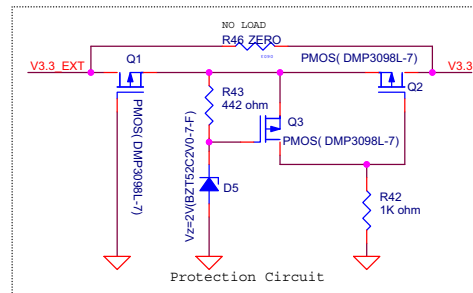 NO LOAD
R46 ZERO
V3.3_EXT
Q1
PMOS( DMP3098L-7)
V3.3
R43
442 ohm
Q3
Q2
PMOS( DMP3098L-7)
PMOS( DMP3098L-7)
Vz=2V(BZT52C2V0-7-F)
D5
R42
1K ohm
Protection Circuit